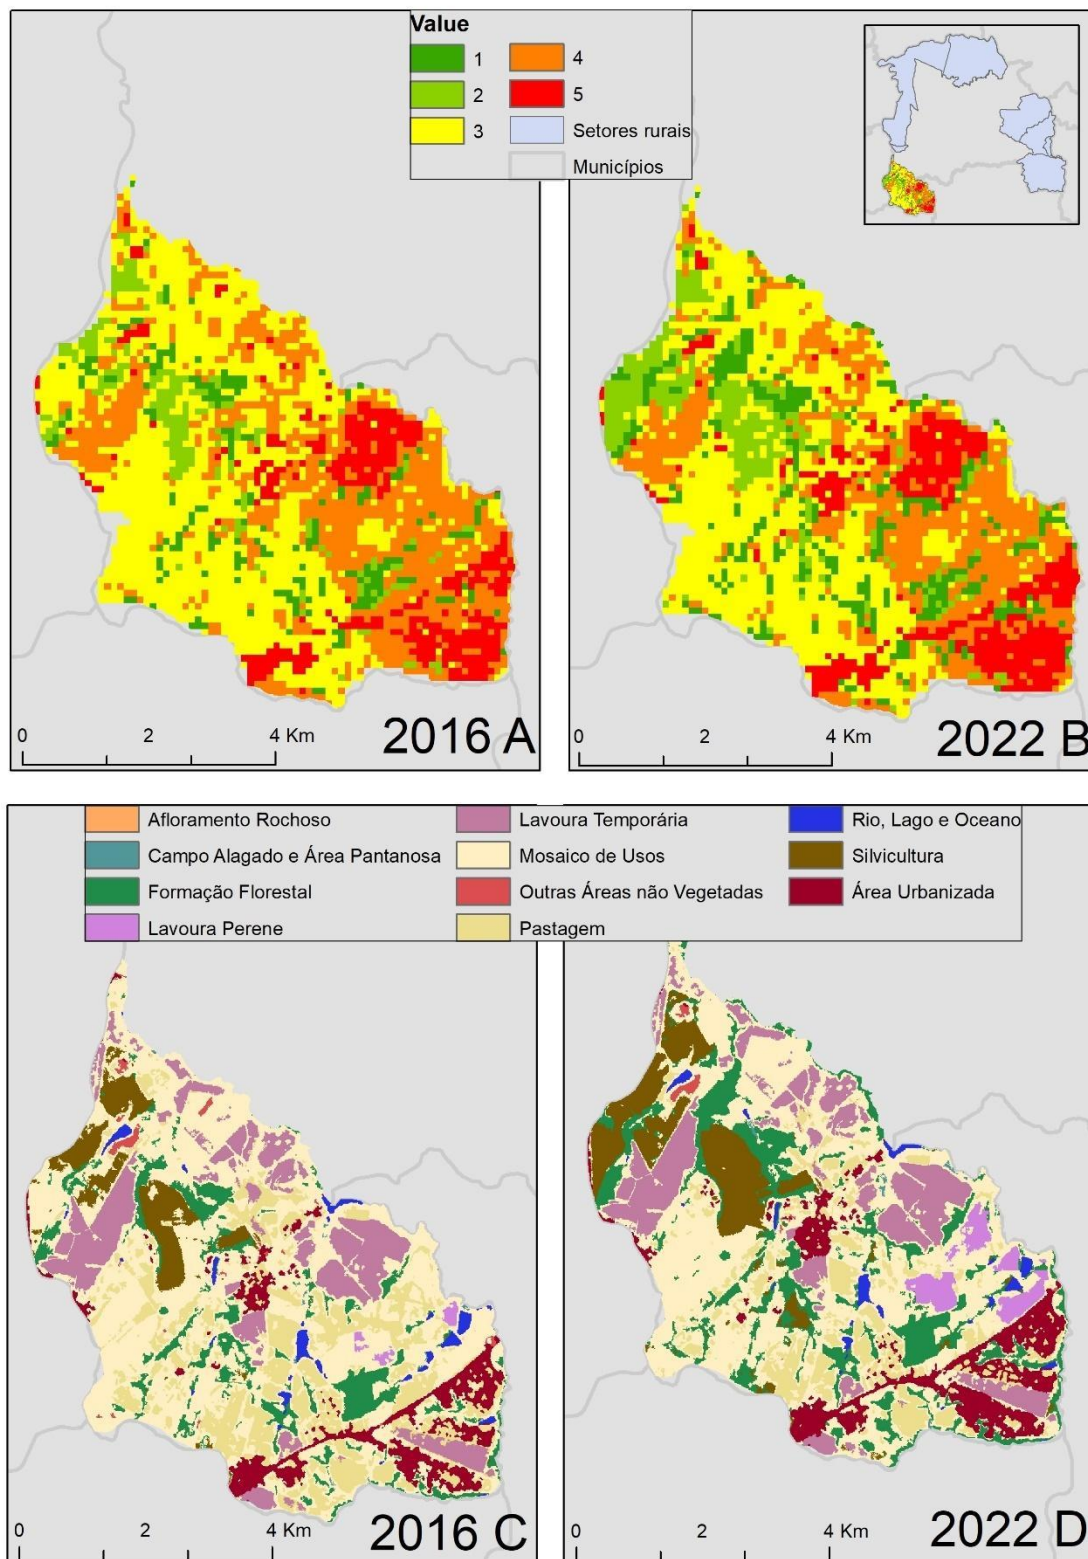 Value
1
4
2
5
3
Setores rurais
Municípios
0 2 4 Km
2016 A
0 2 4 Km
2022 B
Afloramento Rochoso
Lavoura Temporária
Rio, Lago e Oceano
Campo Alagado e Área Pantanosa
Mosaico de Usos
Silvicultura
Formação Florestal
Outras Áreas não Vegetadas
Área Urbanizada
Lavoura Perene
Pastagem
0 2 4 Km
2016 C
0 2 4 Km
2022 D